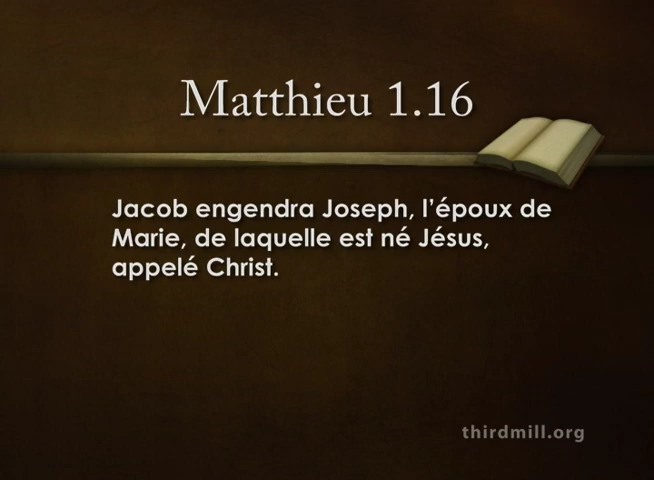 Matthieu 1.16
Jacob engendra Joseph, l’époux de
Marie, de laquelle est né Jésus,
appelé Christ.
thirdmill.org